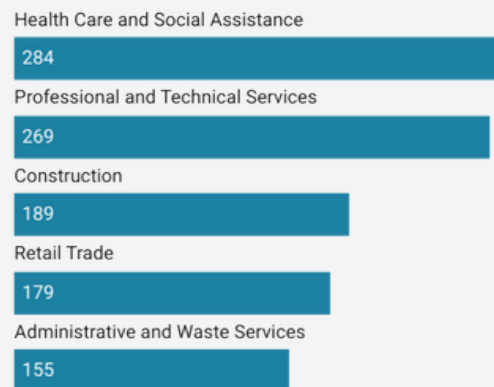 Health Care and Social Assistance
284
Professional and Technical Services
269
Construction
189
Retail Trade
179
Administrative and Waste Services
155